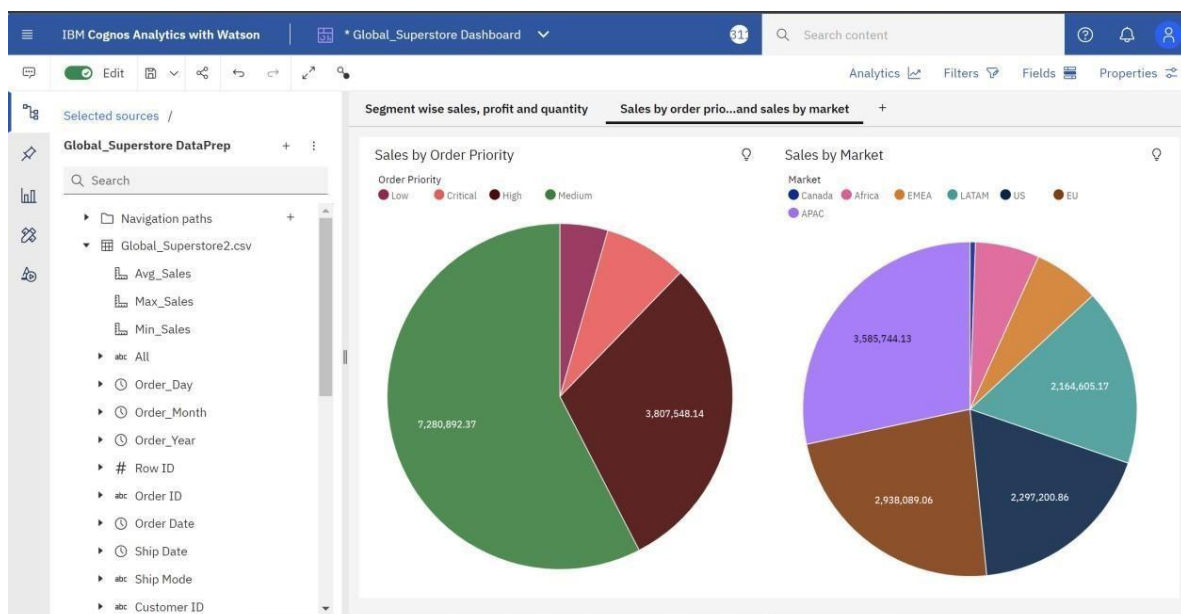 IBM Cognos Analytics with Watson
* Global_Superstore Dashboard
Search content
Edit
Analytics
Filters
Fields
Properties
Selected sources /
Global_Superstore DataPrep
Search
Navigation paths
Global_Superstore2.csv
Avg_Sales
Max_Sales
Min_Sales
abc All
Order_Day
Order_Month
Order_Year
# Row ID
abc Order ID
Order Date
Ship Date
abc Ship Mode
abc Customer ID
Segment wise sales, profit and quantity
Sales by order prio...and sales by market
Sales by Order Priority
Order Priority
Low Critical High Medium
7,280,892.37
3,807,548.14
Sales by Market
Market
Canada Africa EMEA LATAM US EU
APAC
3,585,744.13
2,164,605.17
2,938,089.06
2,297,200.86